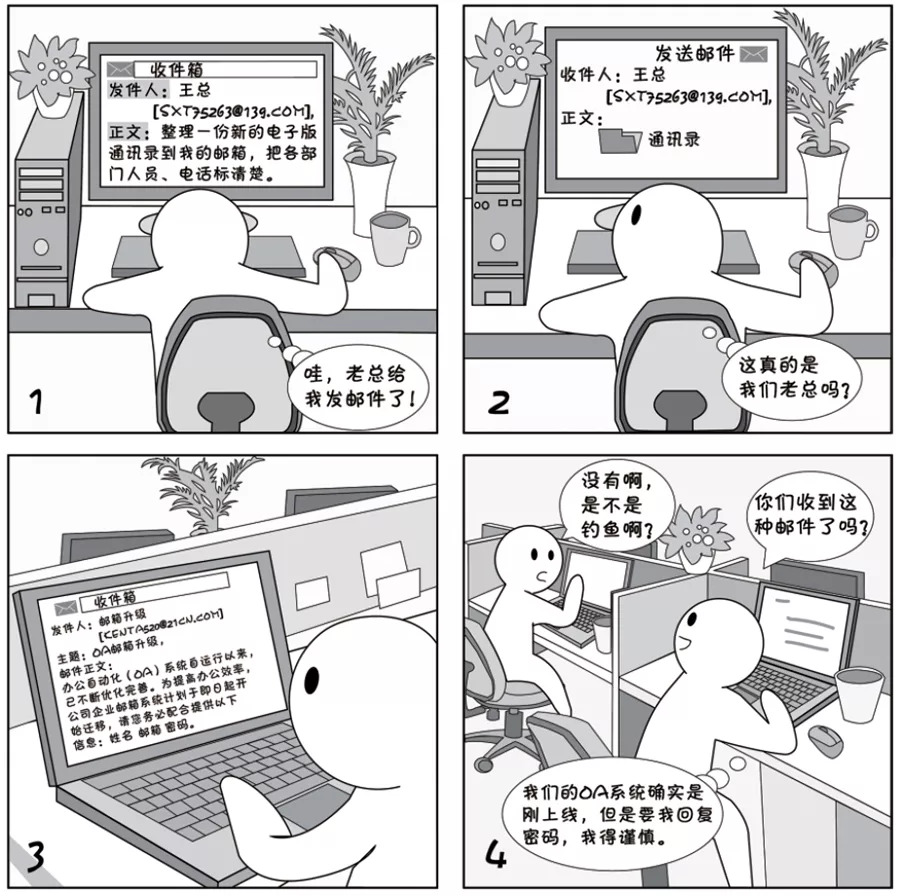 收件箱
发件人：王总
[SXT75263@139.COM],
正文：整理一份新的电子版
通讯录到我的邮箱，把各部
门人员、电话标清楚。
哇，老总给
我发邮件了！
1
发送邮件
收件人：王总
[SXT75263@139.COM],
正文：
通讯录
这真的是
我们老总吗？
2
收件箱
发件人：邮箱升级
[CENTA520@21CN.COM]
主题：OA邮箱升级，
邮件正文：
办公自动化（OA）系统自运行以来，
已不断优化完善。为提高办公效率，
公司企业邮箱系统计划于即日起开
始迁移，请您务必配合提供以下
信息：姓名 邮箱 密码。
3
没有啊，
是不是
钓鱼啊？
你们收到这
种邮件了吗？
我们的OA系统确实是
刚上线，但是要我回复
密码，我得谨慎。
4